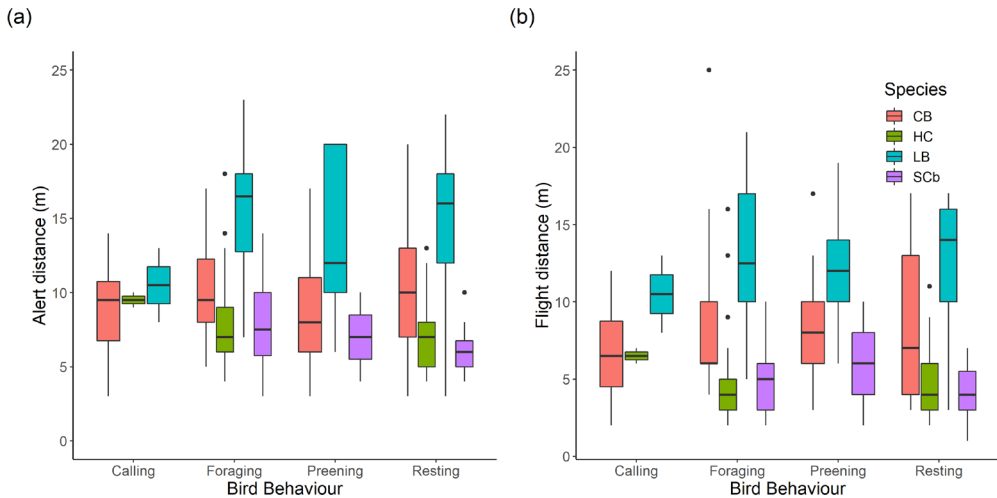 (a)
(b)
25
20
15
10
5
0
Alert distance (m)
Calling Foraging Preening Resting
Bird Behaviour
25
20
15
10
5
0
Flight distance (m)
Species
CB
HC
LB
SCb
Calling Foraging Preening Resting
Bird Behaviour